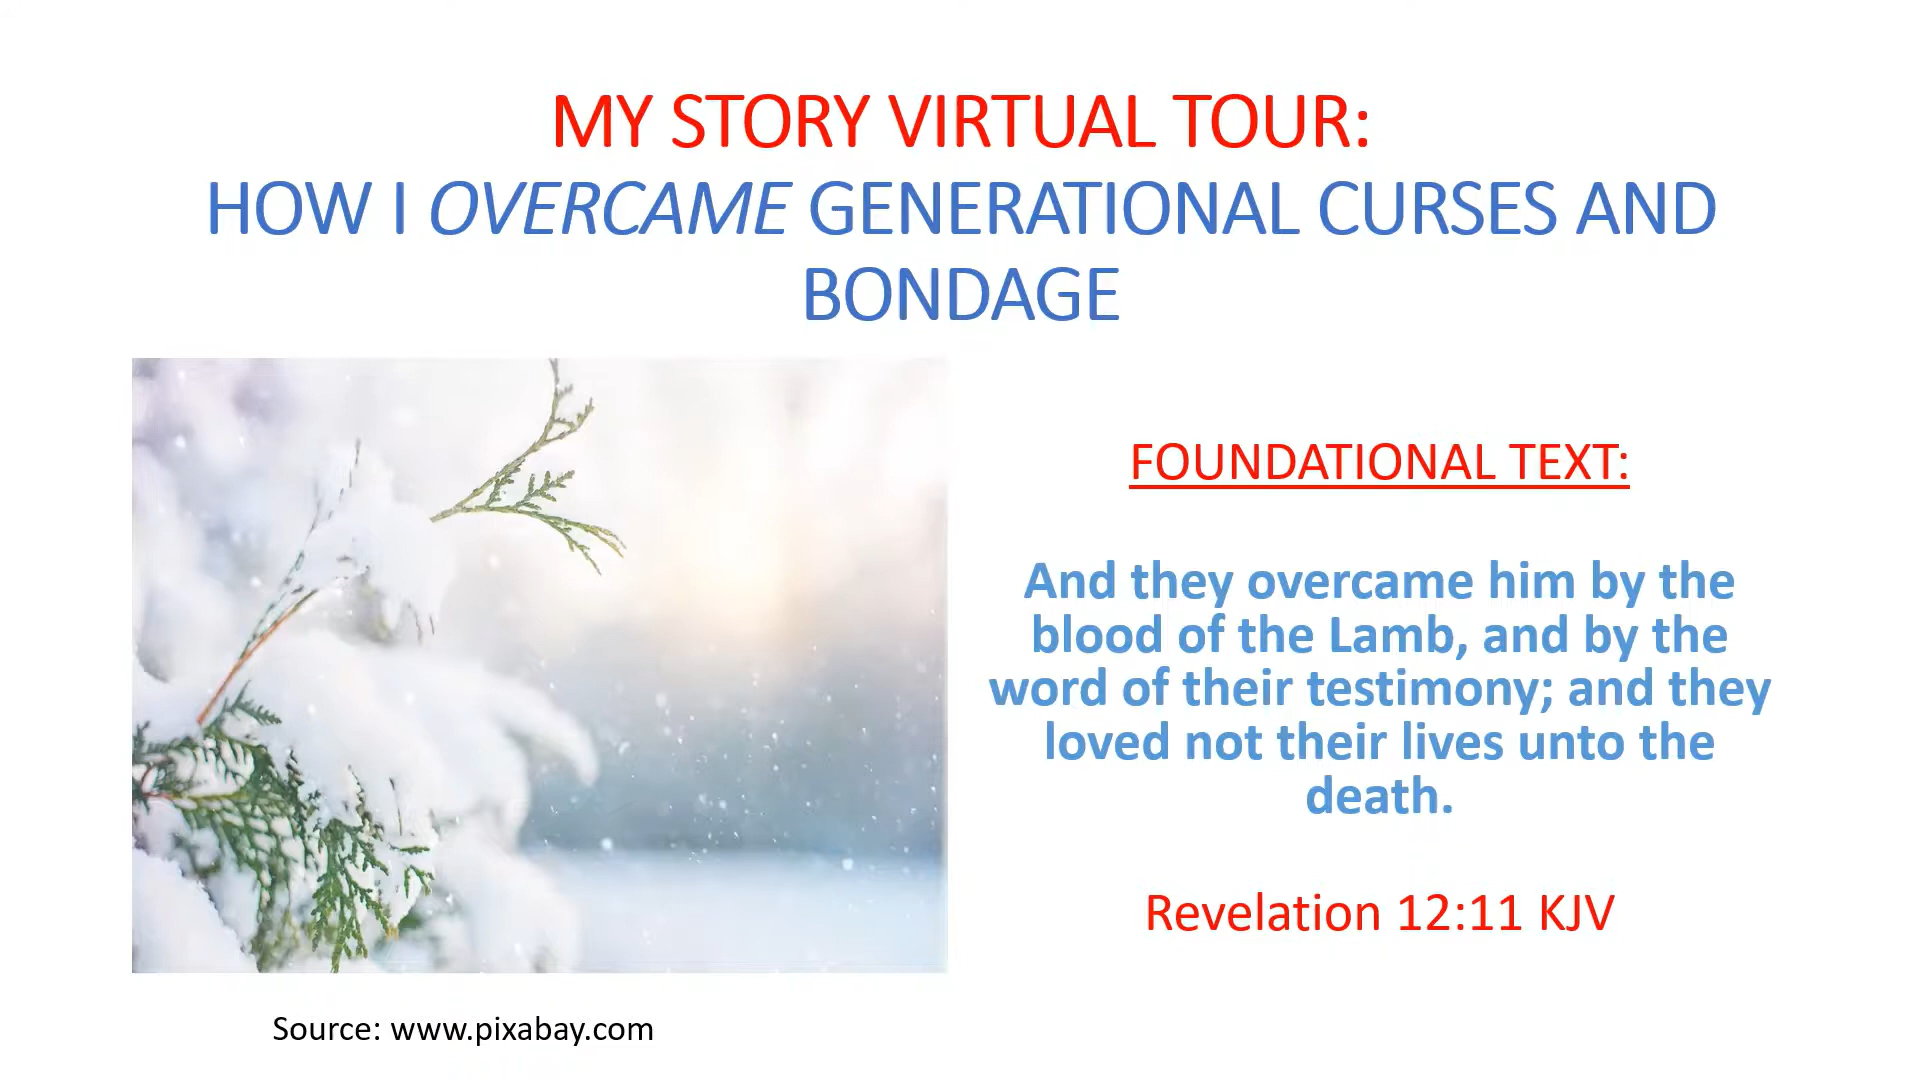 MY STORY VIRTUAL TOUR:
HOW I OVERCAME GENERATIONAL CURSES AND
BONDAGE
FOUNDATIONAL TEXT:
And they overcame him by the
blood of the Lamb, and by the
word of their testimony; and they
loved not their lives unto the
death.
Revelation 12:11 KJV
Source: www.pixabay.com